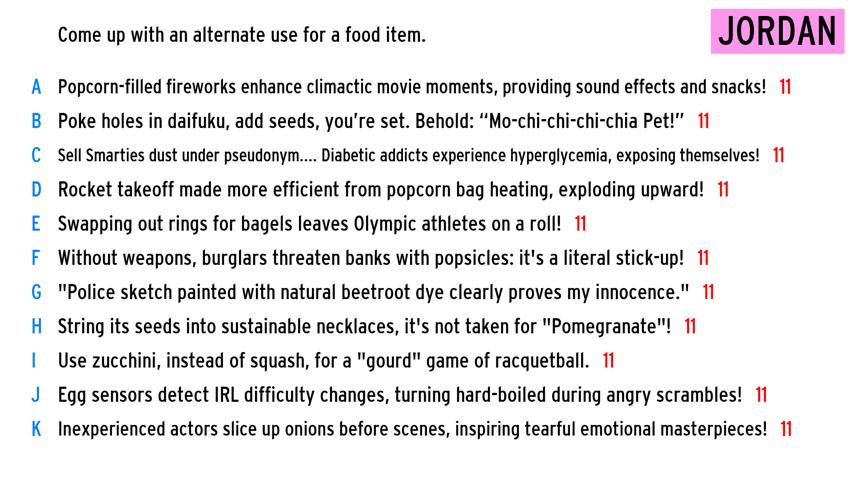 Come up with an alternate use for a food item.
JORDAN
A Popcorn-filled fireworks enhance climactic movie moments, providing sound effects and snacks! 11
B Poke holes in daifuku, add seeds, you’re set. Behold: “Mo-chi-chi-chi-chia Pet!” 11
C Sell Smarties dust under pseudonym.... Diabetic addicts experience hyperglycemia, exposing themselves! 11
D Rocket takeoff made more efficient from popcorn bag heating, exploding upward! 11
E Swapping out rings for bagels leaves Olympic athletes on a roll! 11
F Without weapons, burglars threaten banks with popsicles: it's a literal stick-up! 11
G "Police sketch painted with natural beetroot dye clearly proves my innocence." 11
H String its seeds into sustainable necklaces, it's not taken for "Pomegranate"! 11
I Use zucchini, instead of squash, for a "gourd" game of racquetball. 11
J Egg sensors detect IRL difficulty changes, turning hard-boiled during angry scrambles! 11
K Inexperienced actors slice up onions before scenes, inspiring tearful emotional masterpieces! 11